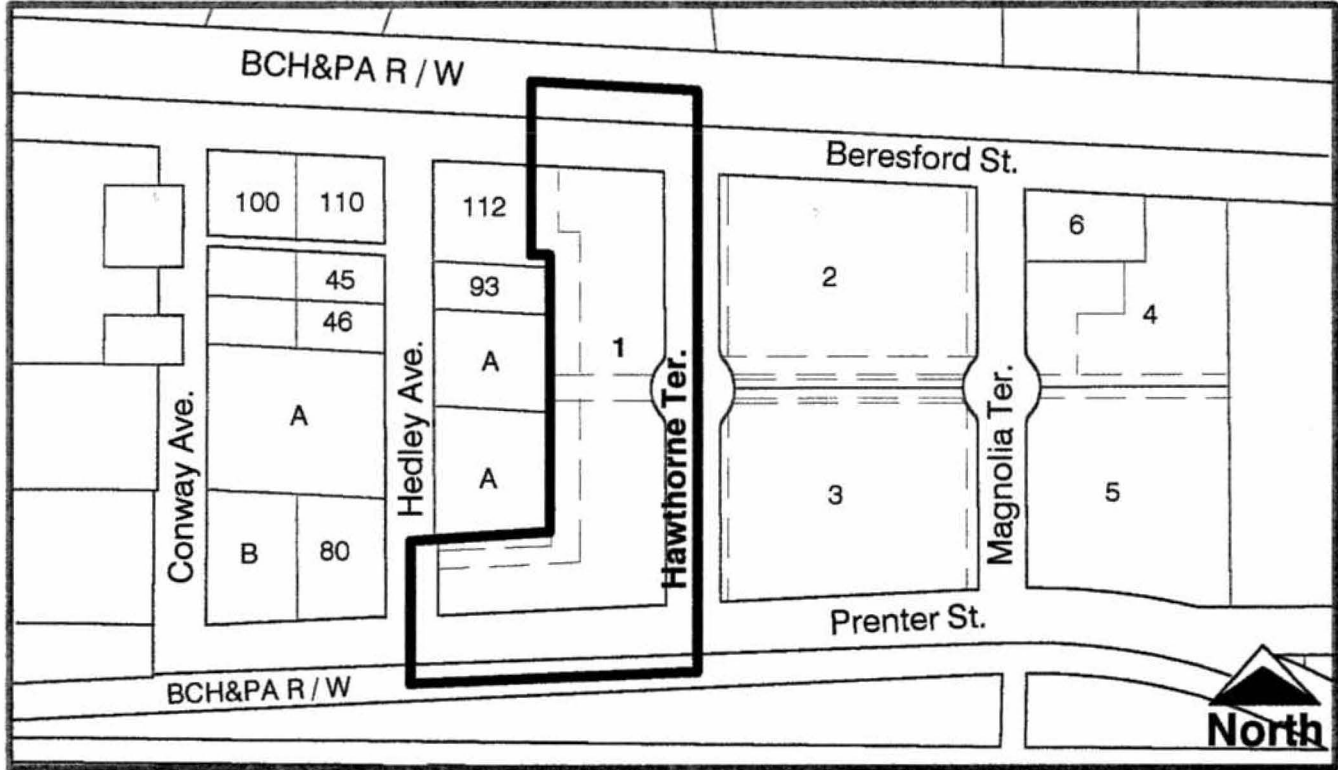 BCH&PA R / W
Beresford St.
100
110
112
6
45
93
2
4
46
1
A
A
Conway Ave.
Hedley Ave.
Hawthorne Ter.
Magnolia Ter.
A
3
5
B
80
Prenter St.
BCH&PA R / W
North